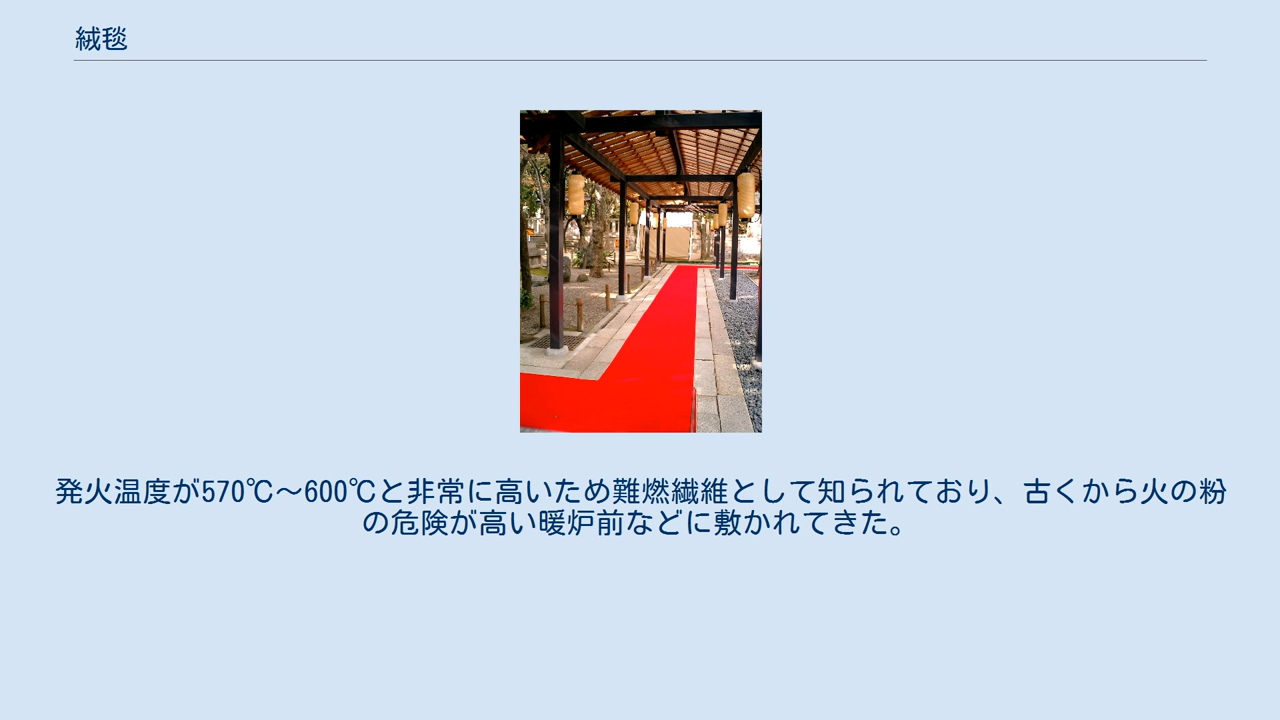 絨毯
発火温度が570℃～600℃と非常に高いため難燃繊維として知られており、古くから火の粉
の危険が高い暖炉前などに敷かれてきた。